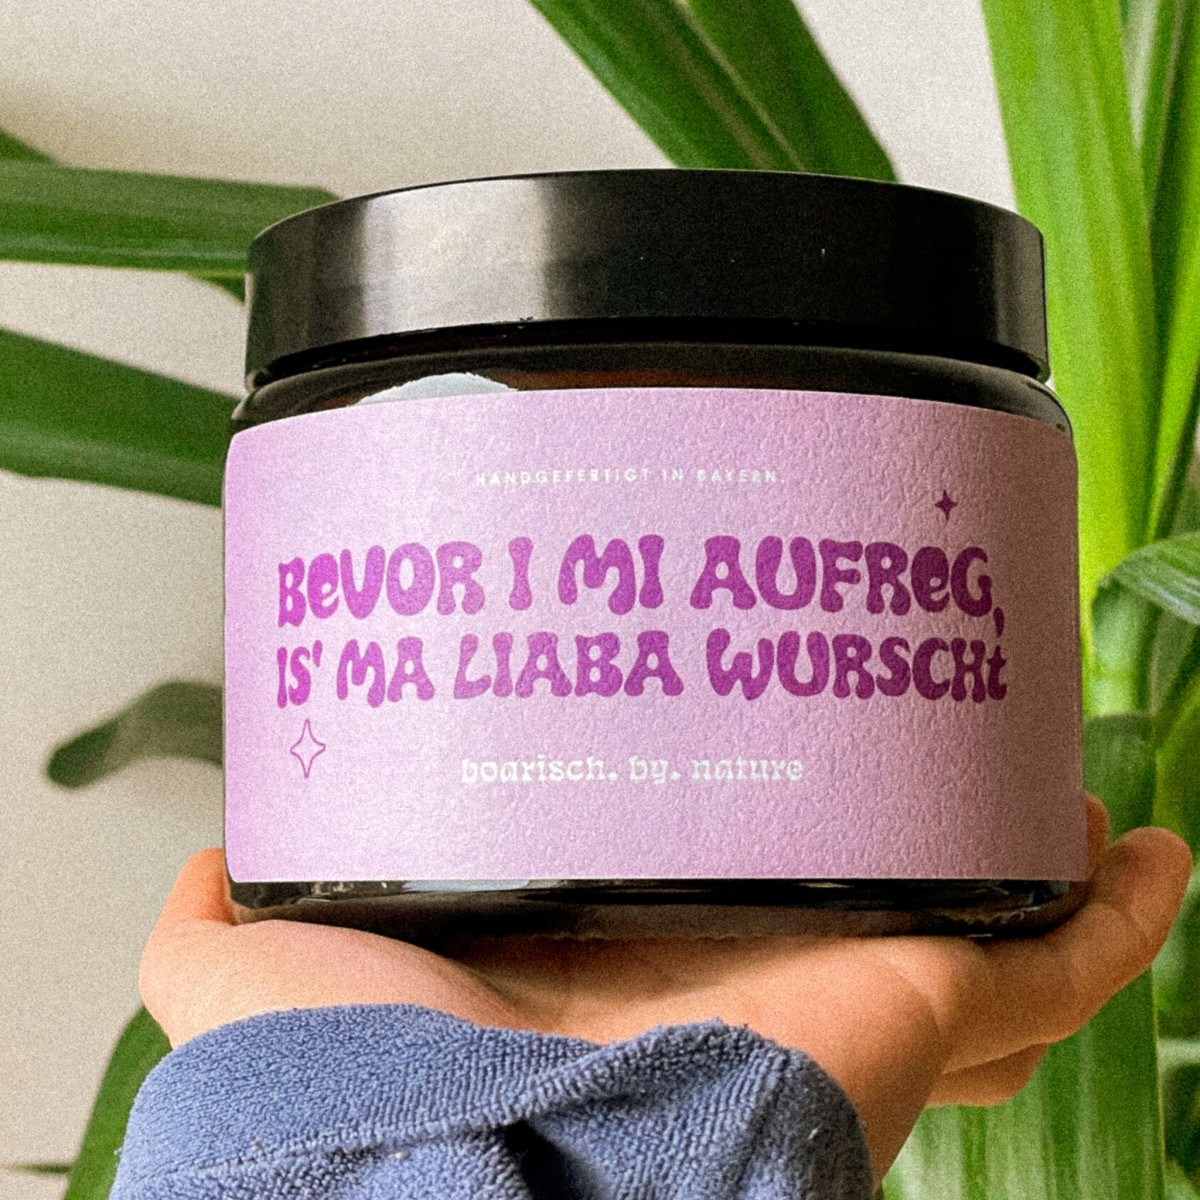 HANDGEFERTIGT IN BAYERN.
BEVOR I MI AUFREG,
IS' MA LIABA WURSCHT
boarisch. by. nature